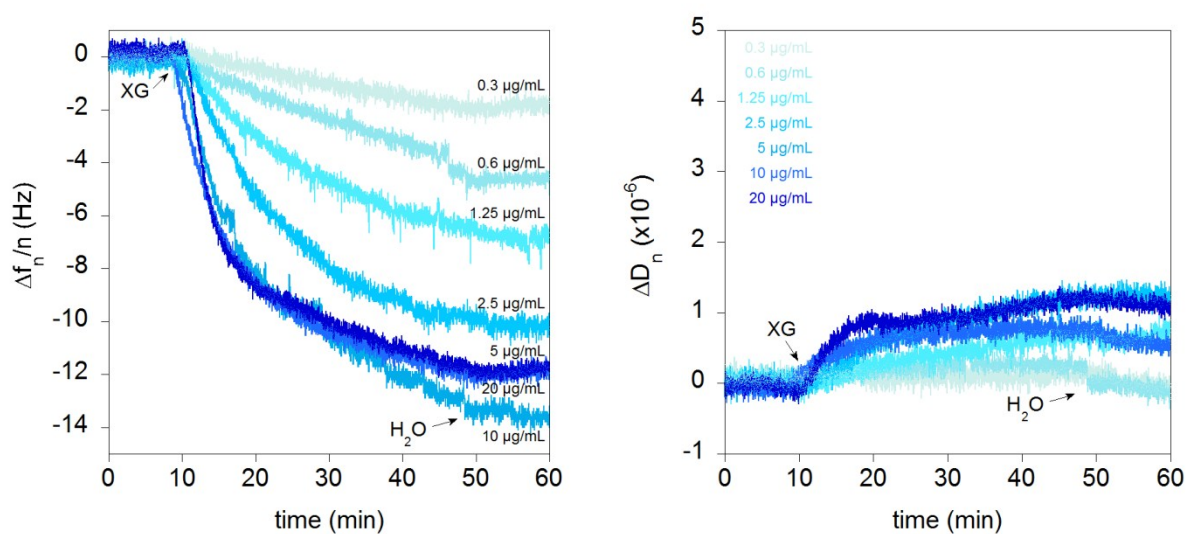 0
-2
-4
-6
-8
-10
-12
-14
Δf_n/n (Hz)
XG
0.3 µg/mL
0.6 µg/mL
1.25 µg/mL
2.5 µg/mL
5 µg/mL
20 µg/mL
H₂O
10 µg/mL
0 10 20 30 40 50 60
time (min)
5
4
3
2
1
0
-1
ΔD_n (x10⁻⁶)
0.3 µg/mL
0.6 µg/mL
1.25 µg/mL
2.5 µg/mL
5 µg/mL
10 µg/mL
20 µg/mL
XG
H₂O
0 10 20 30 40 50 60
time (min)